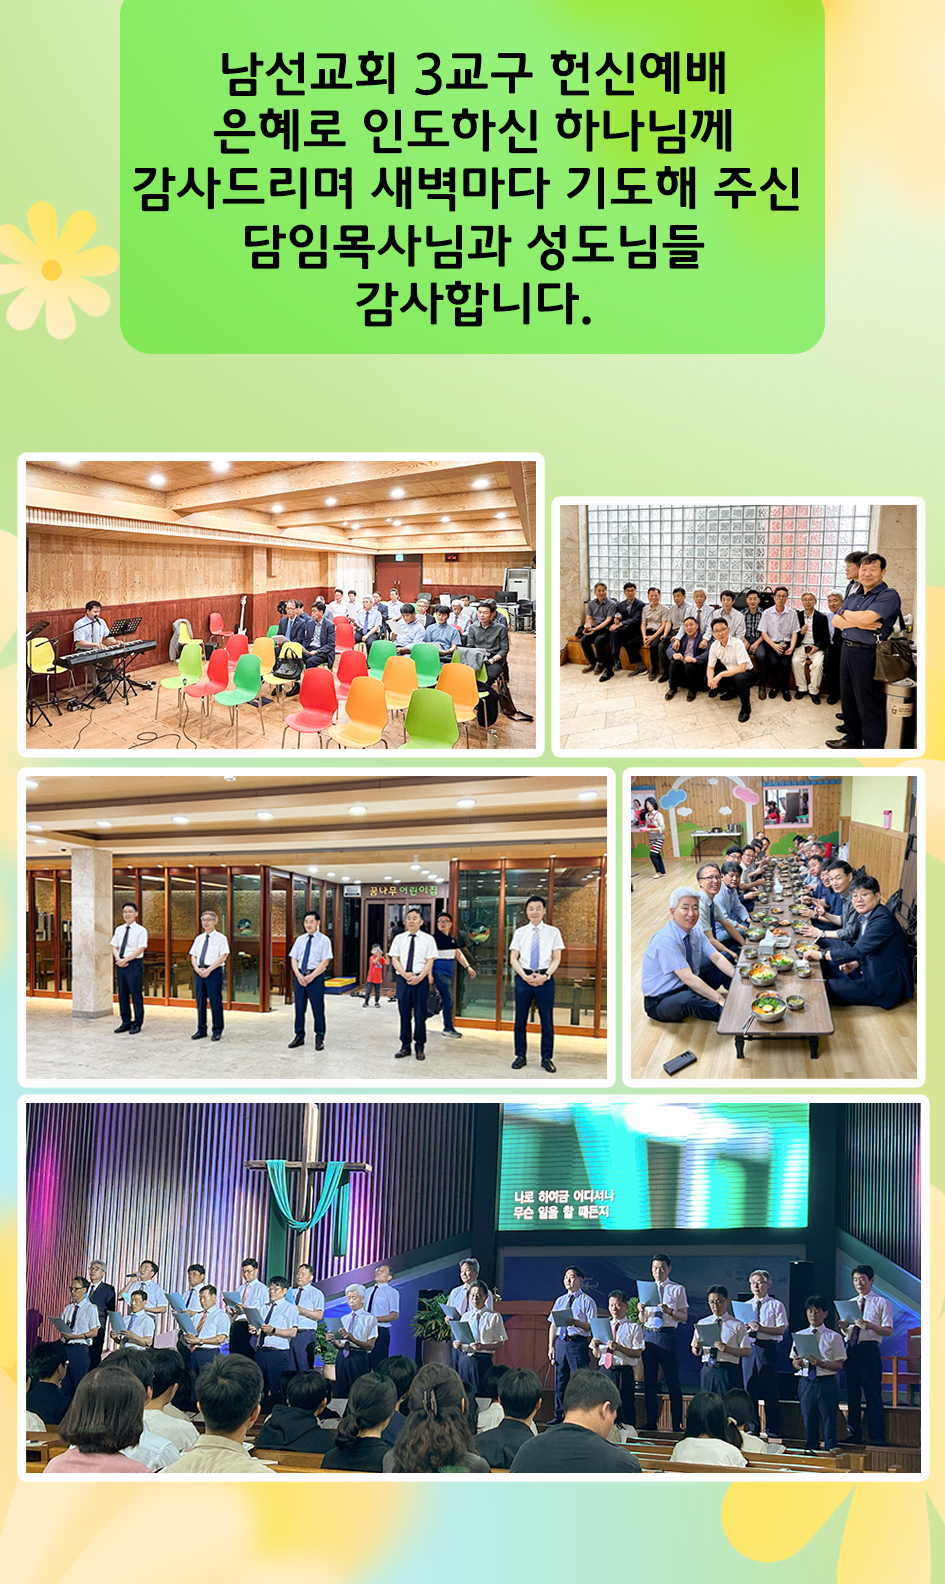 남선교회 3교구 헌신예배
은혜로 인도하신 하나님께
감사드리며 새벽마다 기도해 주신
담임목사님과 성도님들
감사합니다.
꿈나무어린이집
나로 하여금 어디서나
무슨 일을 할 때든지